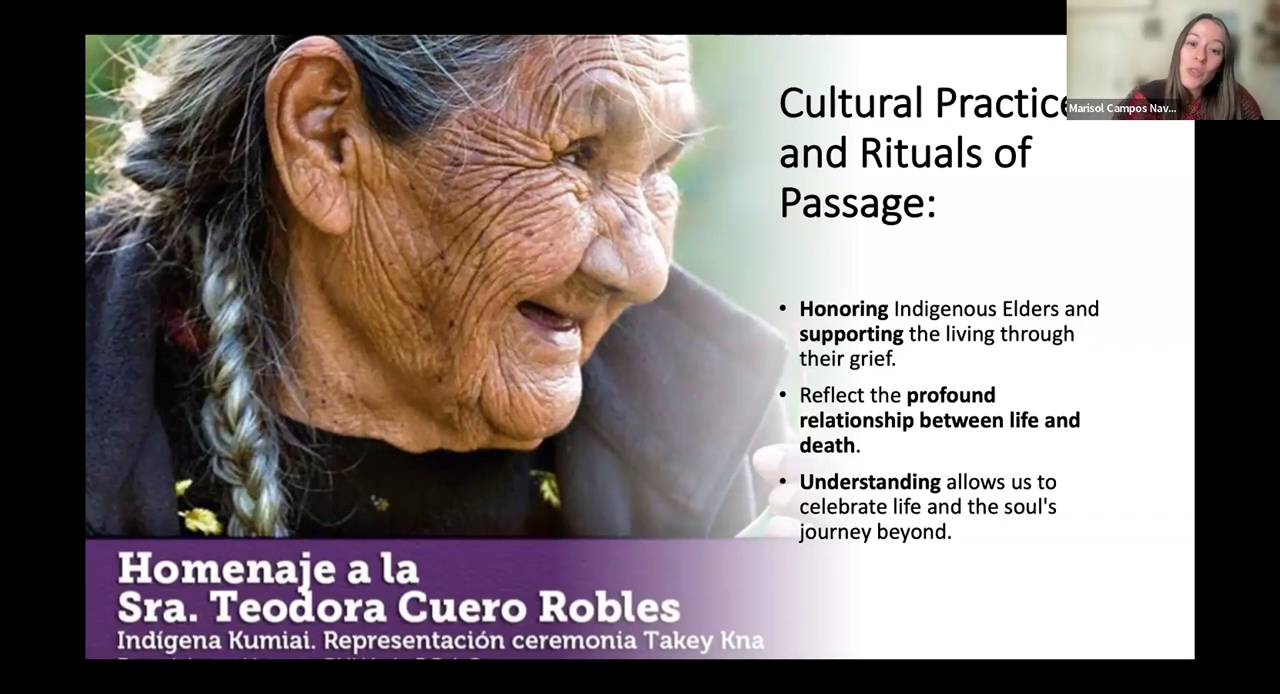 Cultural Practice
and Rituals of
Passage:
Marisol Campos Nav...
• Honoring Indigenous Elders and
supporting the living through
their grief.
• Reflect the profound
relationship between life and
death.
• Understanding allows us to
celebrate life and the soul's
journey beyond.
Homenaje a la
Sra. Teodora Cuero Robles
Indígena Kumiai. Representación ceremonia Takey Kna